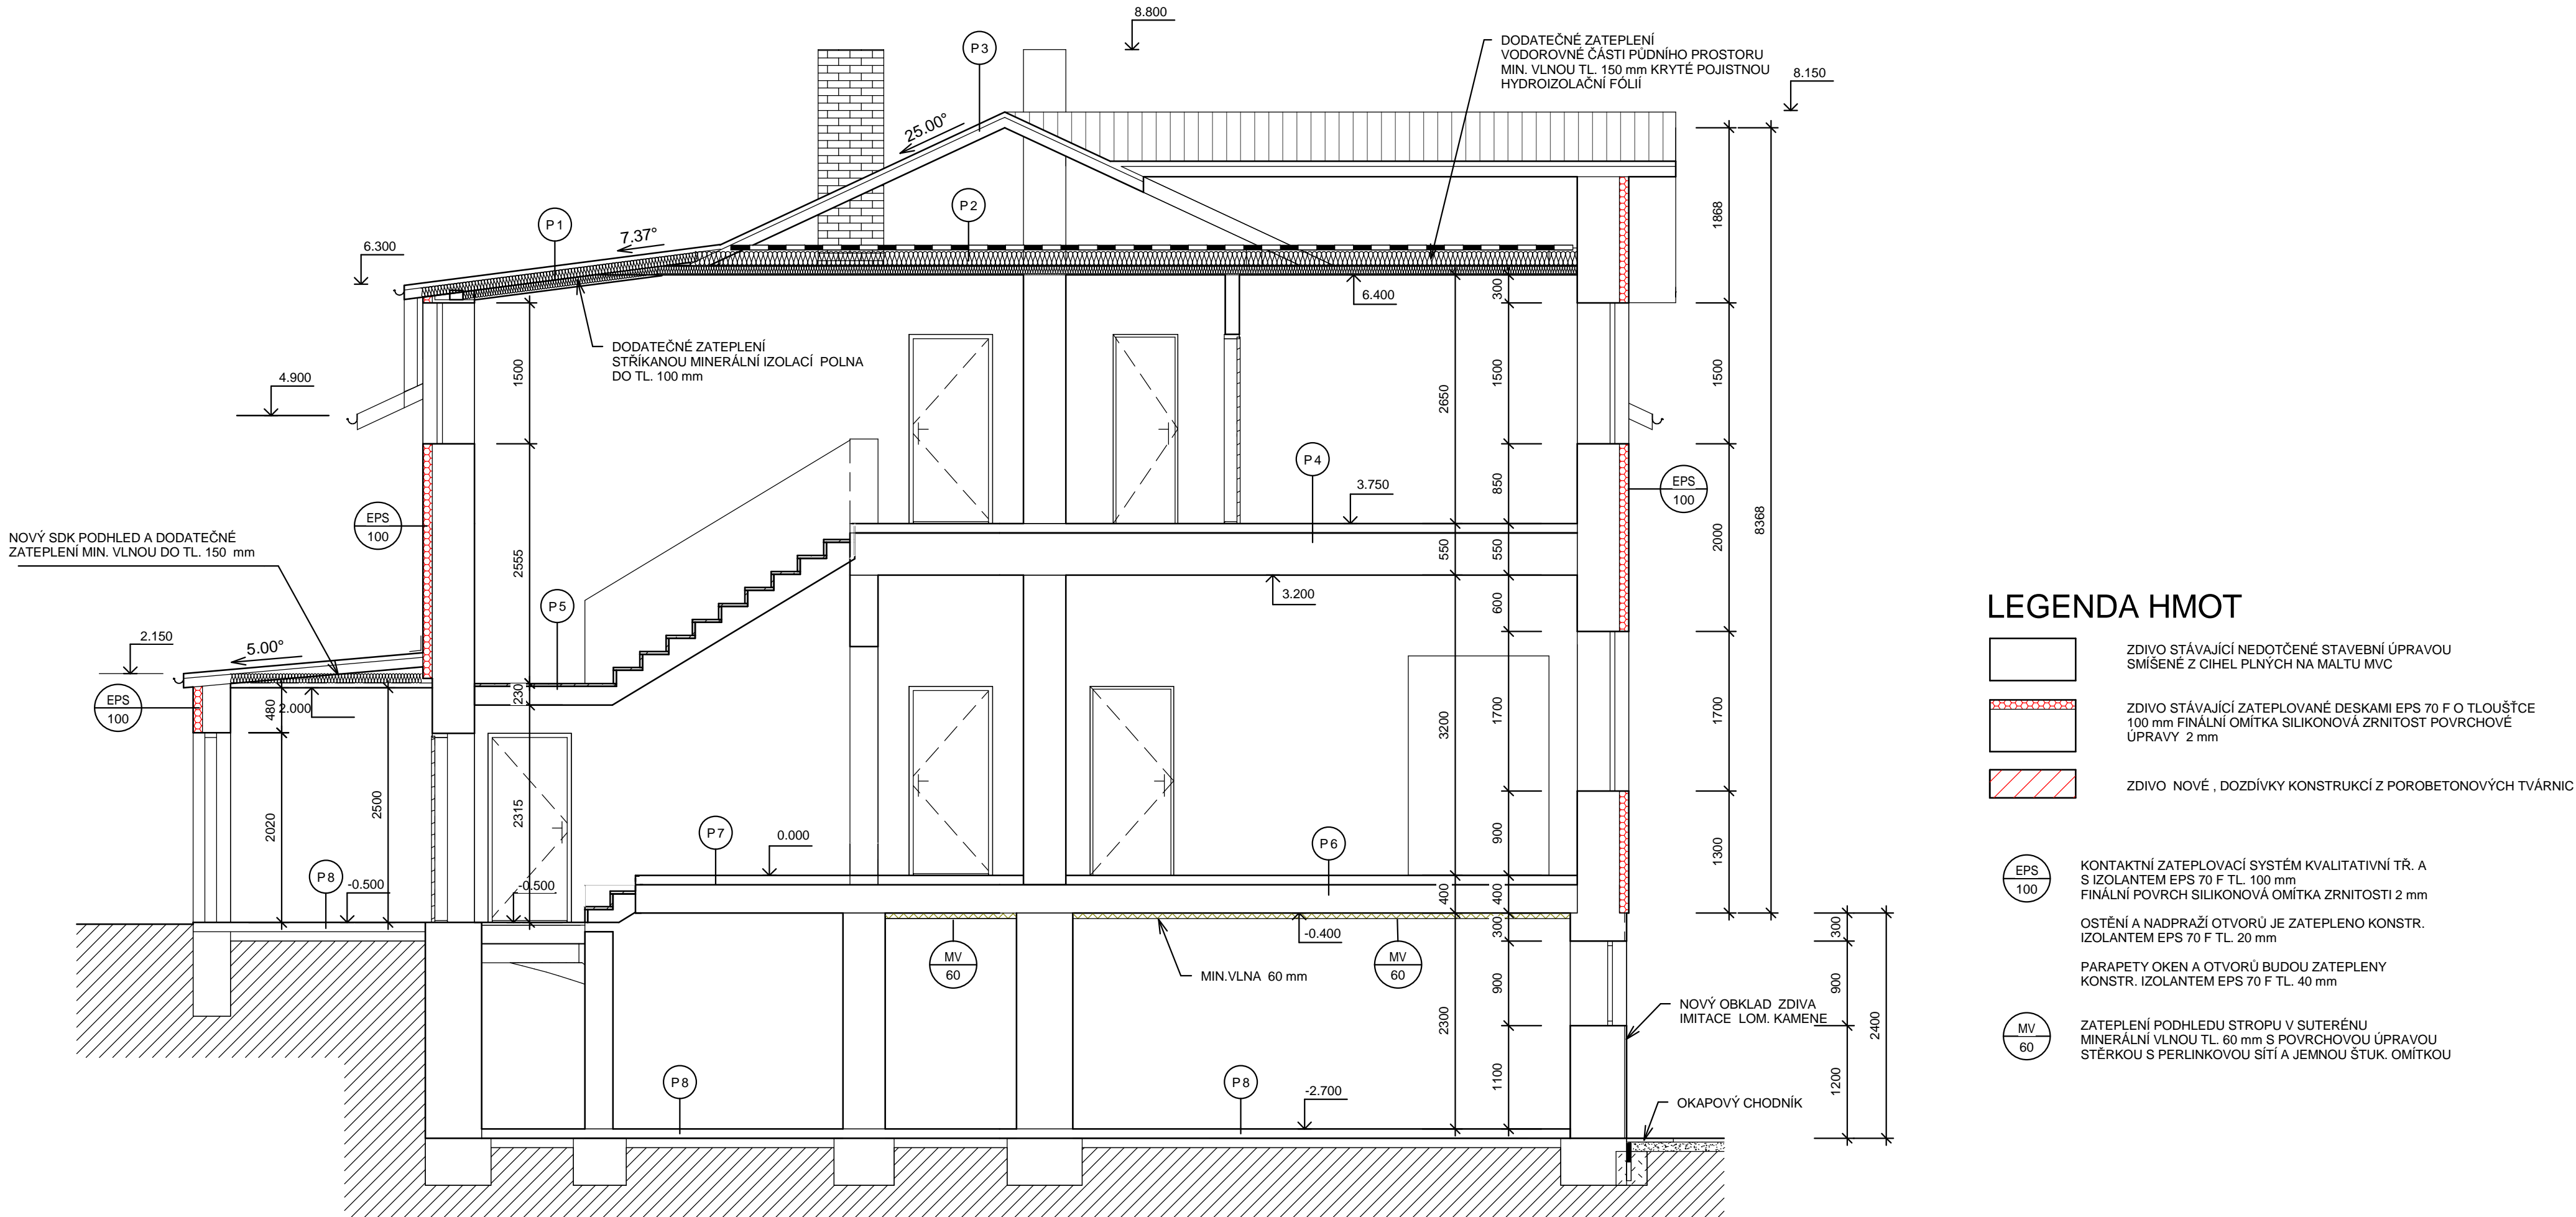 8.800
P3
DODATEČNÉ ZATEPLENÍ
VODOROVNÉ ČÁSTI PŮDNÍHO PROSTORU
MIN. VLNOU TL. 150 mm KRYTÉ POJISTNOU
HYDROIZOLAČNÍ FÓLIÍ
8.150
25.00°
P1
P2
7.37°
6.300
1868
6.400
300
DODATEČNÉ ZATEPLENÍ
STŘÍKANOU MINERÁLNÍ IZOLACÍ POLNA
DO TL. 100 mm
4.900
1500
2650
1500
1500
P4
3.750
850
EPS
100
EPS
100
NOVÝ SDK PODHLED A DODATEČNÉ
ZATEPLENÍ MIN. VLNOU DO TL. 150 mm
2555
550
550
2000
8368
P5
3.200
600
2.150
5.00°
EPS
100
480
2.000
230
3200
1700
1700
2020
2500
2315
P7
0.000
P6
900
1300
P8
-0.500
-0.500
400
400
-0.400
300
300
MV
60
MIN.VLNA 60 mm
MV
60
900
900
NOVÝ OBKLAD ZDIVA
IMITACE LOM. KAMENE
2300
2400
P8
P8
-2.700
1100
1200
OKAPOVÝ CHODNÍK
LEGENDA HMOT
ZDIVO STÁVAJÍCÍ NEDOTČENÉ STAVEBNÍ ÚPRAVOU
SMÍŠENÉ Z CIHEL PLNÝCH NA MALTU MVC
ZDIVO STÁVAJÍCÍ ZATEPLOVANÉ DESKAMI EPS 70 F O TLOUŠŤCE
100 mm FINÁLNÍ OMÍTKA SILIKONOVÁ ZRNITOST POVRCHOVÉ
ÚPRAVY 2 mm
ZDIVO NOVÉ , DOZDÍVKY KONSTRUKCÍ Z POROBETONOVÝCH TVÁRNIC
EPS
100
KONTAKTNÍ ZATEPLOVACÍ SYSTÉM KVALITATIVNÍ TŘ. A
S IZOLANTEM EPS 70 F TL. 100 mm
FINÁLNÍ POVRCH SILIKONOVÁ OMÍTKA ZRNITOSTI 2 mm
OSTĚNÍ A NADPRAŽÍ OTVORŮ JE ZATEPLENO KONSTR.
IZOLANTEM EPS 70 F TL. 20 mm
PARAPETY OKEN A OTVORŮ BUDOU ZATEPLENY
KONSTR. IZOLANTEM EPS 70 F TL. 40 mm
MV
60
ZATEPLENÍ PODHLEDU STROPU V SUTERÉNU
MINERÁLNÍ VLNOU TL. 60 mm S POVRCHOVOU ÚPRAVOU
STĚRKOU S PERLINKOVOU SÍTÍ A JEMNOU ŠTUK. OMÍTKOU